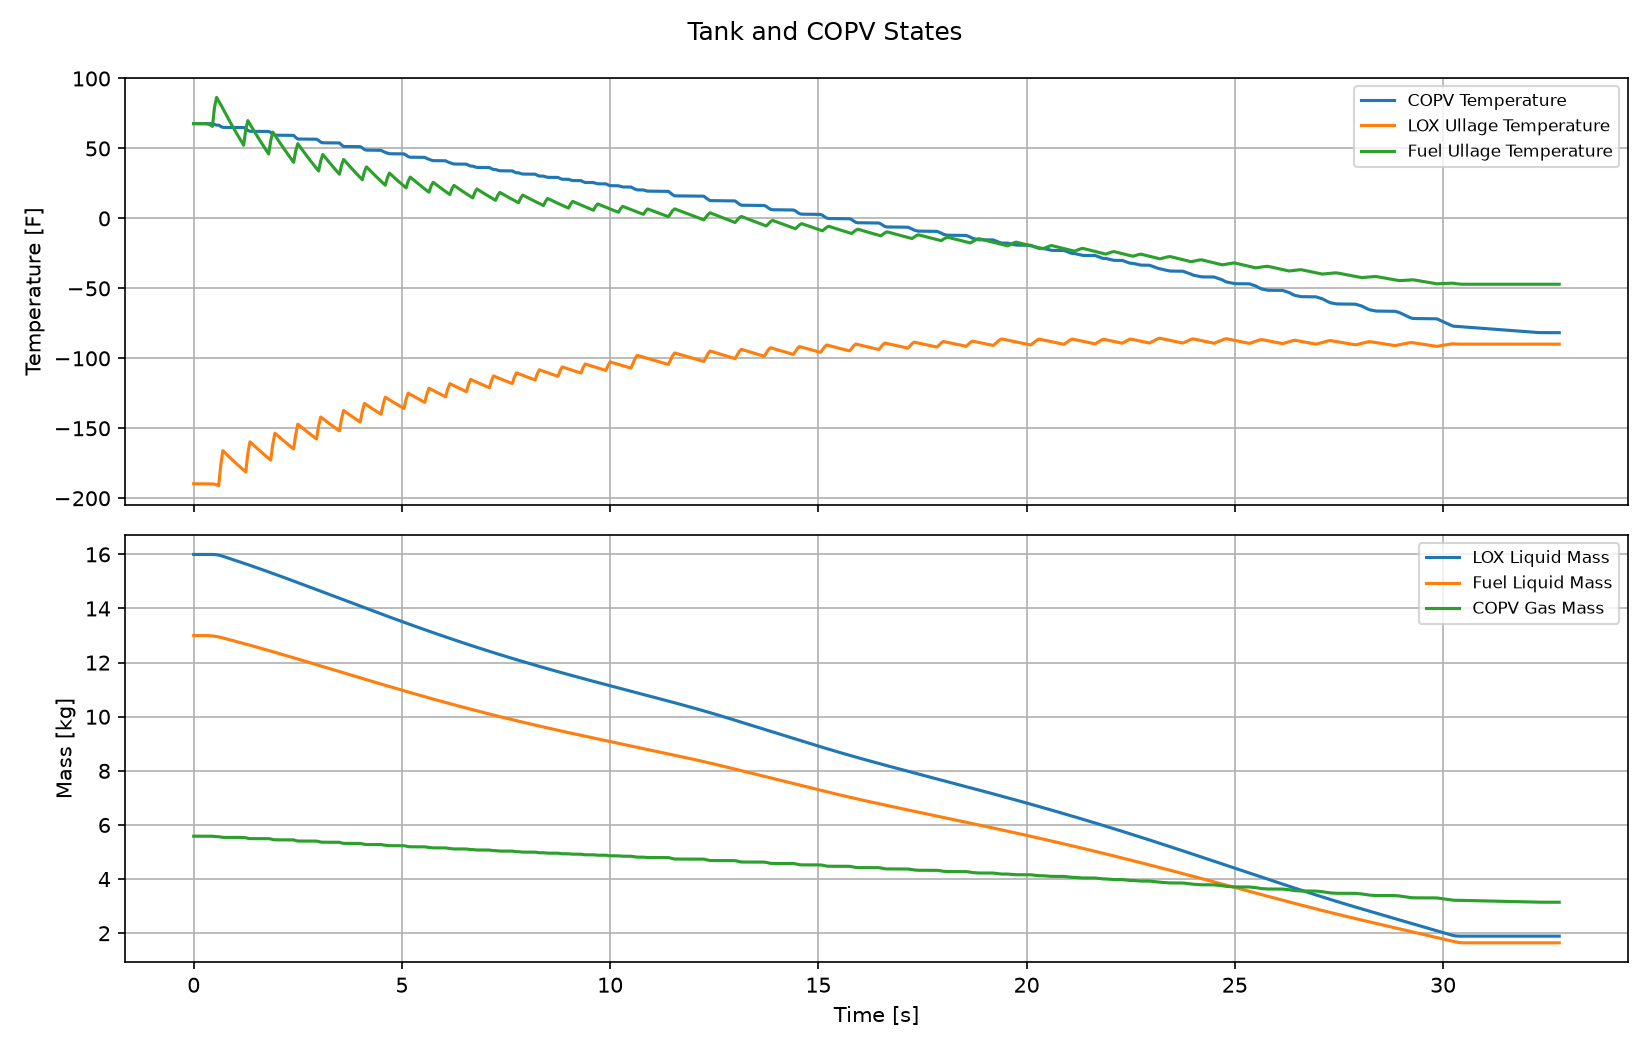 Tank and COPV States
Temperature [F]
100
50
0
−50
−100
−150
−200
COPV Temperature
LOX Ullage Temperature
Fuel Ullage Temperature
Mass [kg]
16
14
12
10
8
6
4
2
LOX Liquid Mass
Fuel Liquid Mass
COPV Gas Mass
0 5 10 15 20 25 30
Time [s]